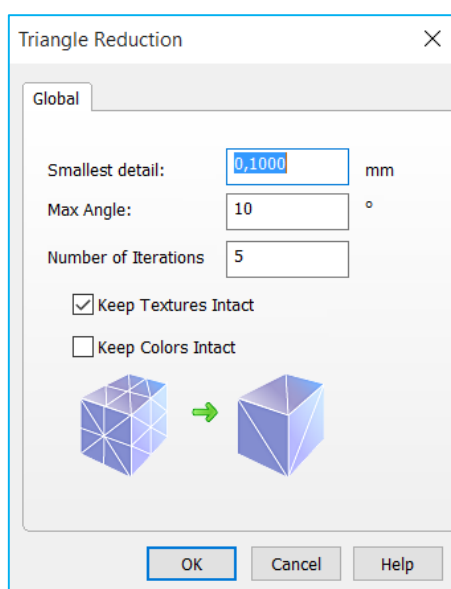 Triangle Reduction
Global
Smallest detail: 0,1000 mm
Max Angle: 10 °
Number of Iterations 5
Keep Textures Intact
Keep Colors Intact
OK Cancel Help